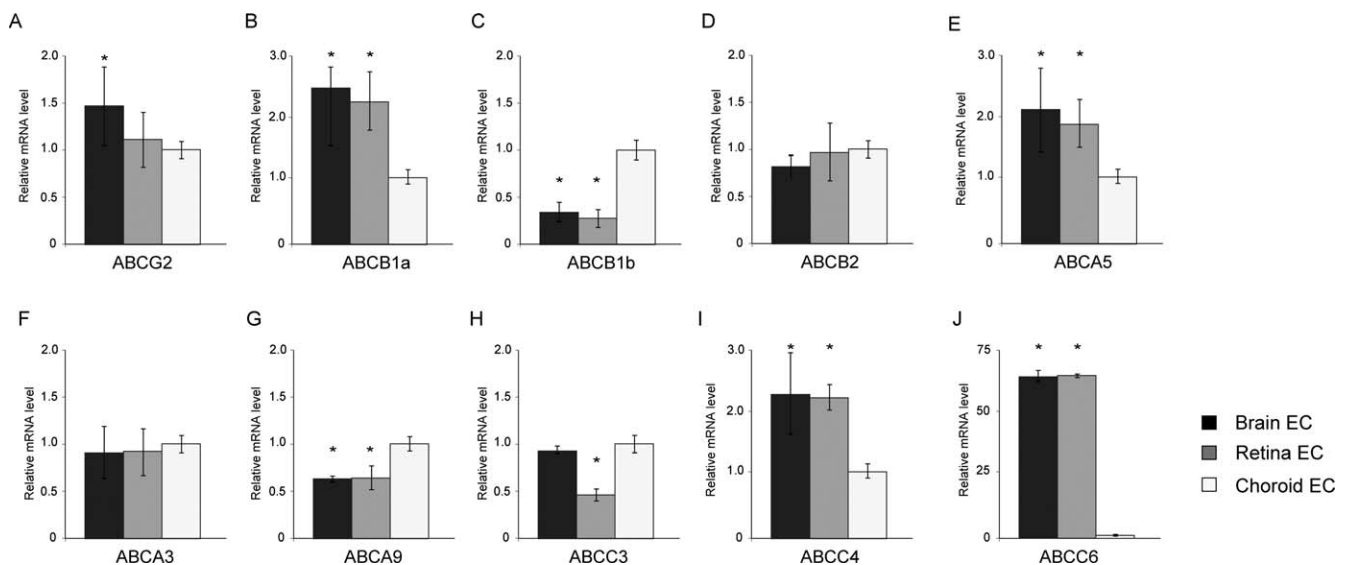 A
Relative mRNA level
2.0
*
1.5
1.0
0.5
0
ABCG2
B
Relative mRNA level
3.0
* *
2.0
1.0
0
ABCB1a
C
Relative mRNA level
2.0
1.5
1.0
* *
0.5
0
ABCB1b
D
Relative mRNA level
2.0
1.5
1.0
0.5
0
ABCB2
E
Relative mRNA level
3.0
* *
2.0
1.0
0
ABCA5
F
Relative mRNA level
2.0
1.5
1.0
0.5
0
ABCA3
G
Relative mRNA level
2.0
1.5
1.0
* *
0.5
0
ABCA9
H
Relative mRNA level
2.0
1.5
1.0
*
0.5
0
ABCC3
I
Relative mRNA level
3.0
* *
2.0
1.0
0
ABCC4
J
Relative mRNA level
75
* *
50
25
0
ABCC6
Brain EC
Retina EC
Choroid EC